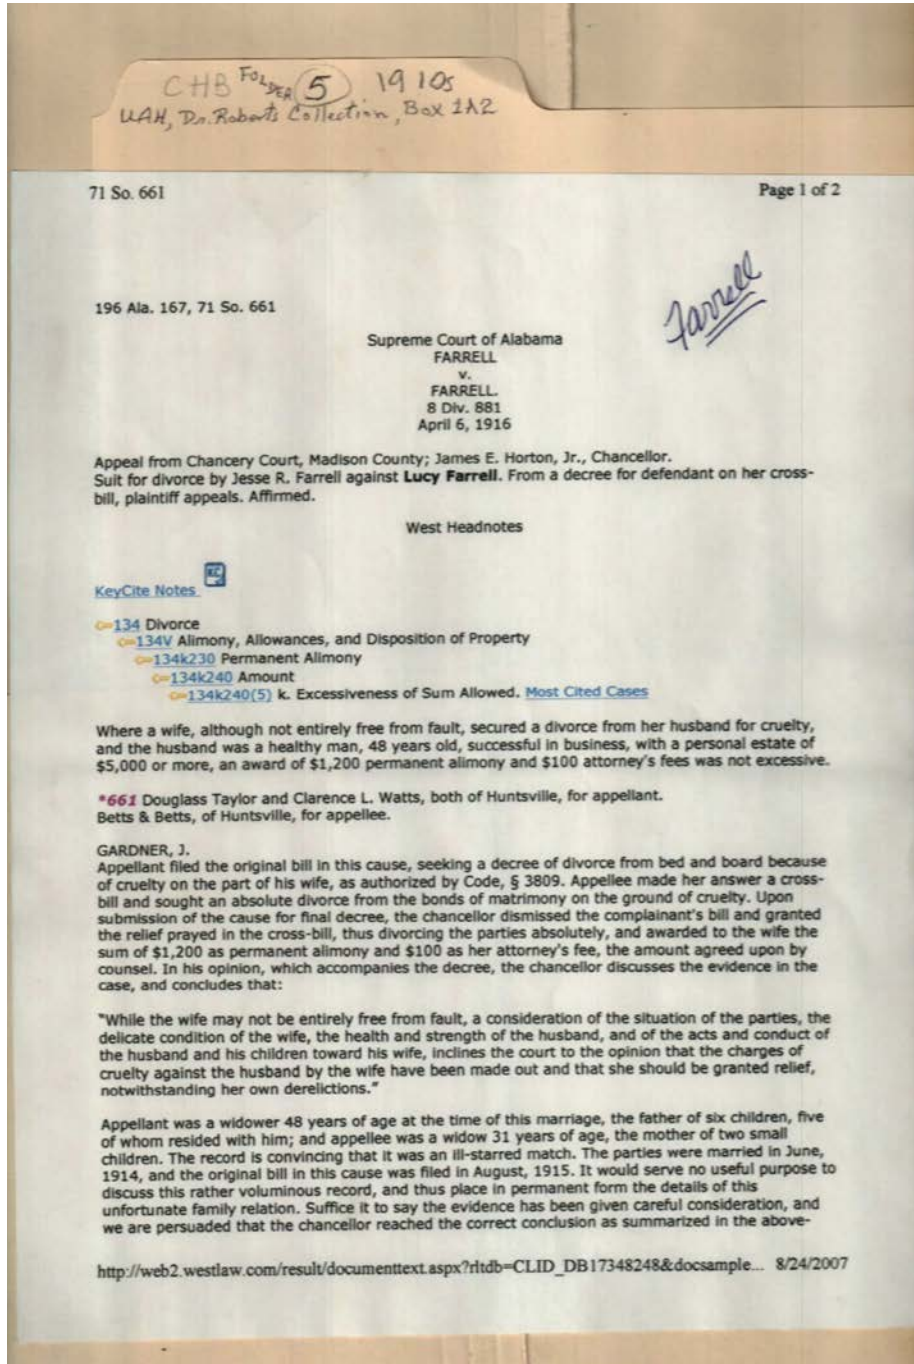 CHB FOLDER 5 1910s
UAH, Dr. Roberts Collection, Box 1A2
71 So. 661
Page 1 of 2
Farrell
196 Ala. 167, 71 So. 661
Supreme Court of Alabama
FARRELL
v.
FARRELL.
8 Div. 881
April 6, 1916
Appeal from Chancery Court, Madison County; James E. Horton, Jr., Chancellor.
Suit for divorce by Jesse R. Farrell against Lucy Farrell. From a decree for defendant on her cross-
bill, plaintiff appeals. Affirmed.
West Headnotes
KC
KeyCite Notes
134 Divorce
134V Alimony, Allowances, and Disposition of Property
134k230 Permanent Alimony
134k240 Amount
134k240(5) k. Excessiveness of Sum Allowed. Most Cited Cases
Where a wife, although not entirely free from fault, secured a divorce from her husband for cruelty,
and the husband was a healthy man, 48 years old, successful in business, with a personal estate of
$5,000 or more, an award of $1,200 permanent alimony and $100 attorney's fees was not excessive.
*661 Douglass Taylor and Clarence L. Watts, both of Huntsville, for appellant.
Betts & Betts, of Huntsville, for appellee.
GARDNER, J.
Appellant filed the original bill in this cause, seeking a decree of divorce from bed and board because
of cruelty on the part of his wife, as authorized by Code, § 3809. Appellee made her answer a cross-
bill and sought an absolute divorce from the bonds of matrimony on the ground of cruelty. Upon
submission of the cause for final decree, the chancellor dismissed the complainant's bill and granted
the relief prayed in the cross-bill, thus divorcing the parties absolutely, and awarded to the wife the
sum of $1,200 as permanent alimony and $100 as her attorney's fee, the amount agreed upon by
counsel. In his opinion, which accompanies the decree, the chancellor discusses the evidence in the
case, and concludes that:
"While the wife may not be entirely free from fault, a consideration of the situation of the parties, the
delicate condition of the wife, the health and strength of the husband, and of the acts and conduct of
the husband and his children toward his wife, inclines the court to the opinion that the charges of
cruelty against the husband by the wife have been made out and that she should be granted relief,
notwithstanding her own derelictions."
Appellant was a widower 48 years of age at the time of this marriage, the father of six children, five
of whom resided with him; and appellee was a widow 31 years of age, the mother of two small
children. The record is convincing that it was an ill-starred match. The parties were married in June,
1914, and the original bill in this cause was filed in August, 1915. It would serve no useful purpose to
discuss this rather voluminous record, and thus place in permanent form the details of this
unfortunate family relation. Suffice it to say the evidence has been given careful consideration, and
we are persuaded that the chancellor reached the correct conclusion as summarized in the above-
http://web2.westlaw.com/result/documenttext.aspx?rltdb=CLID_DB17348248&docsample... 8/24/2007